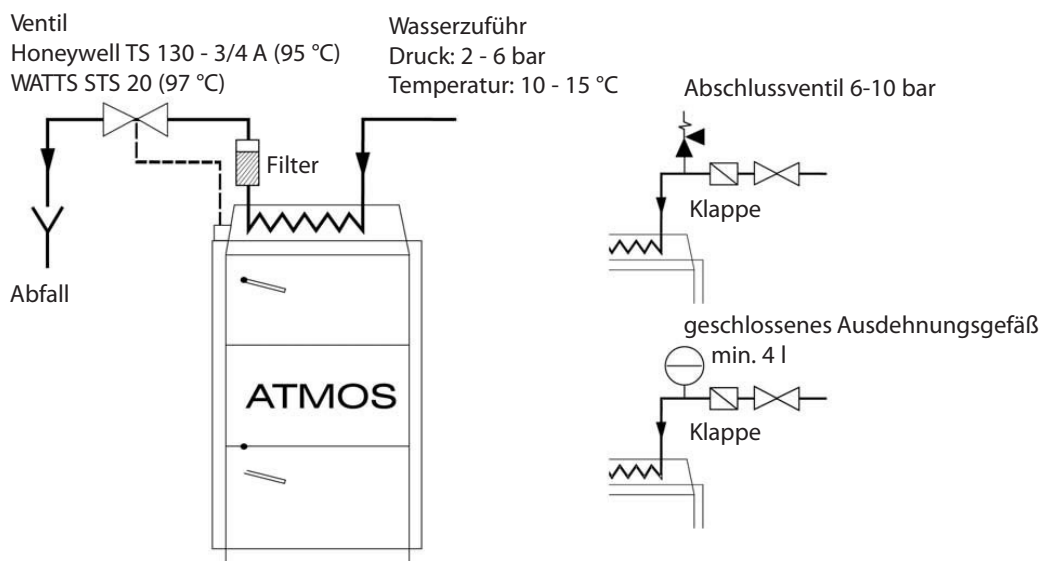 Ventil
Honeywell TS 130 - 3/4 A (95 °C)
WATTS STS 20 (97 °C)
Wasserzuführ
Druck: 2 - 6 bar
Temperatur: 10 - 15 °C
Abschlussventil 6-10 bar
Filter
Klappe
Abfall
geschlossenes Ausdehnungsgefäß
min. 4 l
ATMOS
Klappe